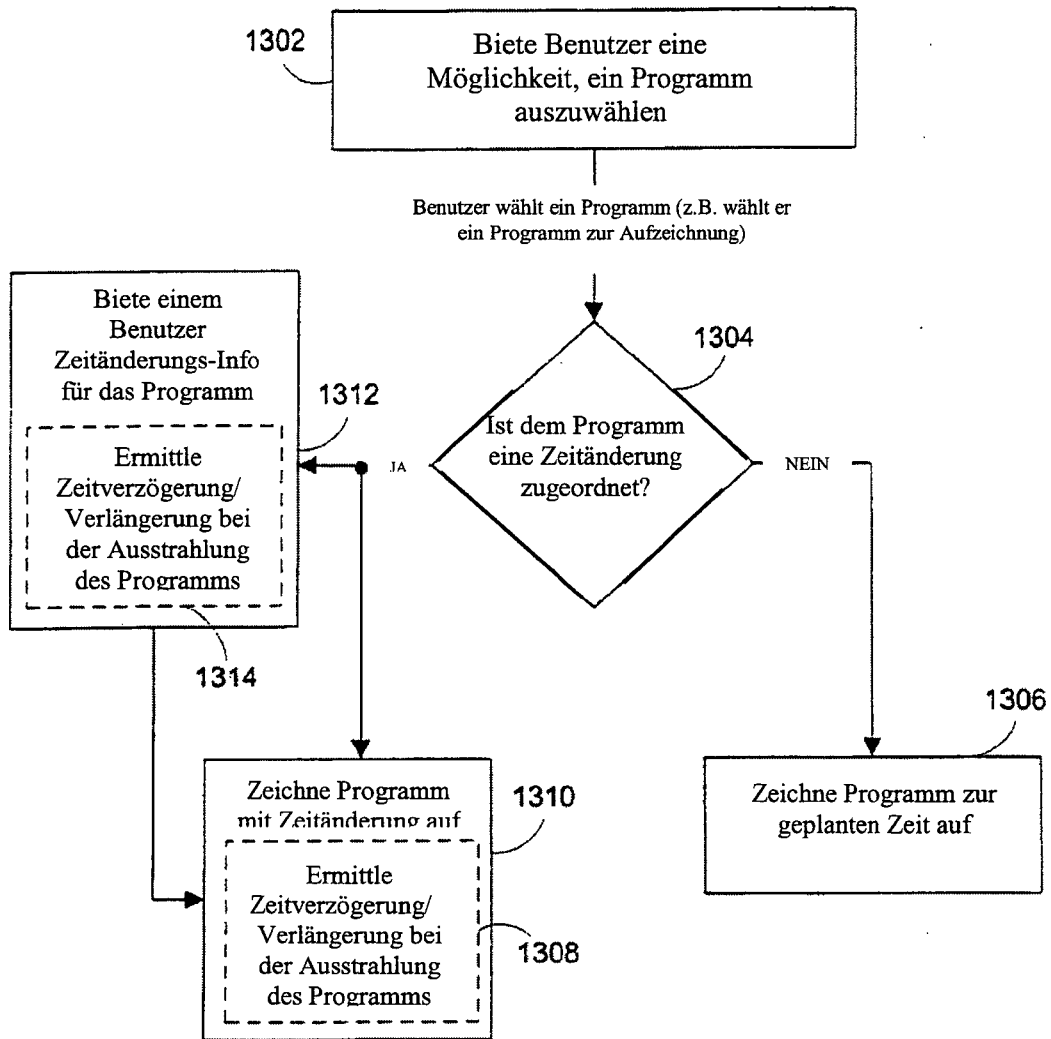 1302
Biete Benutzer eine
Möglichkeit, ein Programm
auszuwählen
Benutzer wählt ein Programm (z.B. wählt er
ein Programm zur Aufzeichnung)
Biete einem
Benutzer
Zeitänderungs-Info
für das Programm
1312
Ermittle
Zeitverzögerung/
Verlängerung bei
der Ausstrahlung
des Programms
1314
1304
Ist dem Programm
eine Zeitänderung
zugeordnet?
JA
NEIN
1306
Zeichne Programm zur
geplanten Zeit auf
Zeichne Programm
mit Zeitänderung auf
1310
Ermittle
Zeitverzögerung/
Verlängerung bei
der Ausstrahlung
des Programms
1308